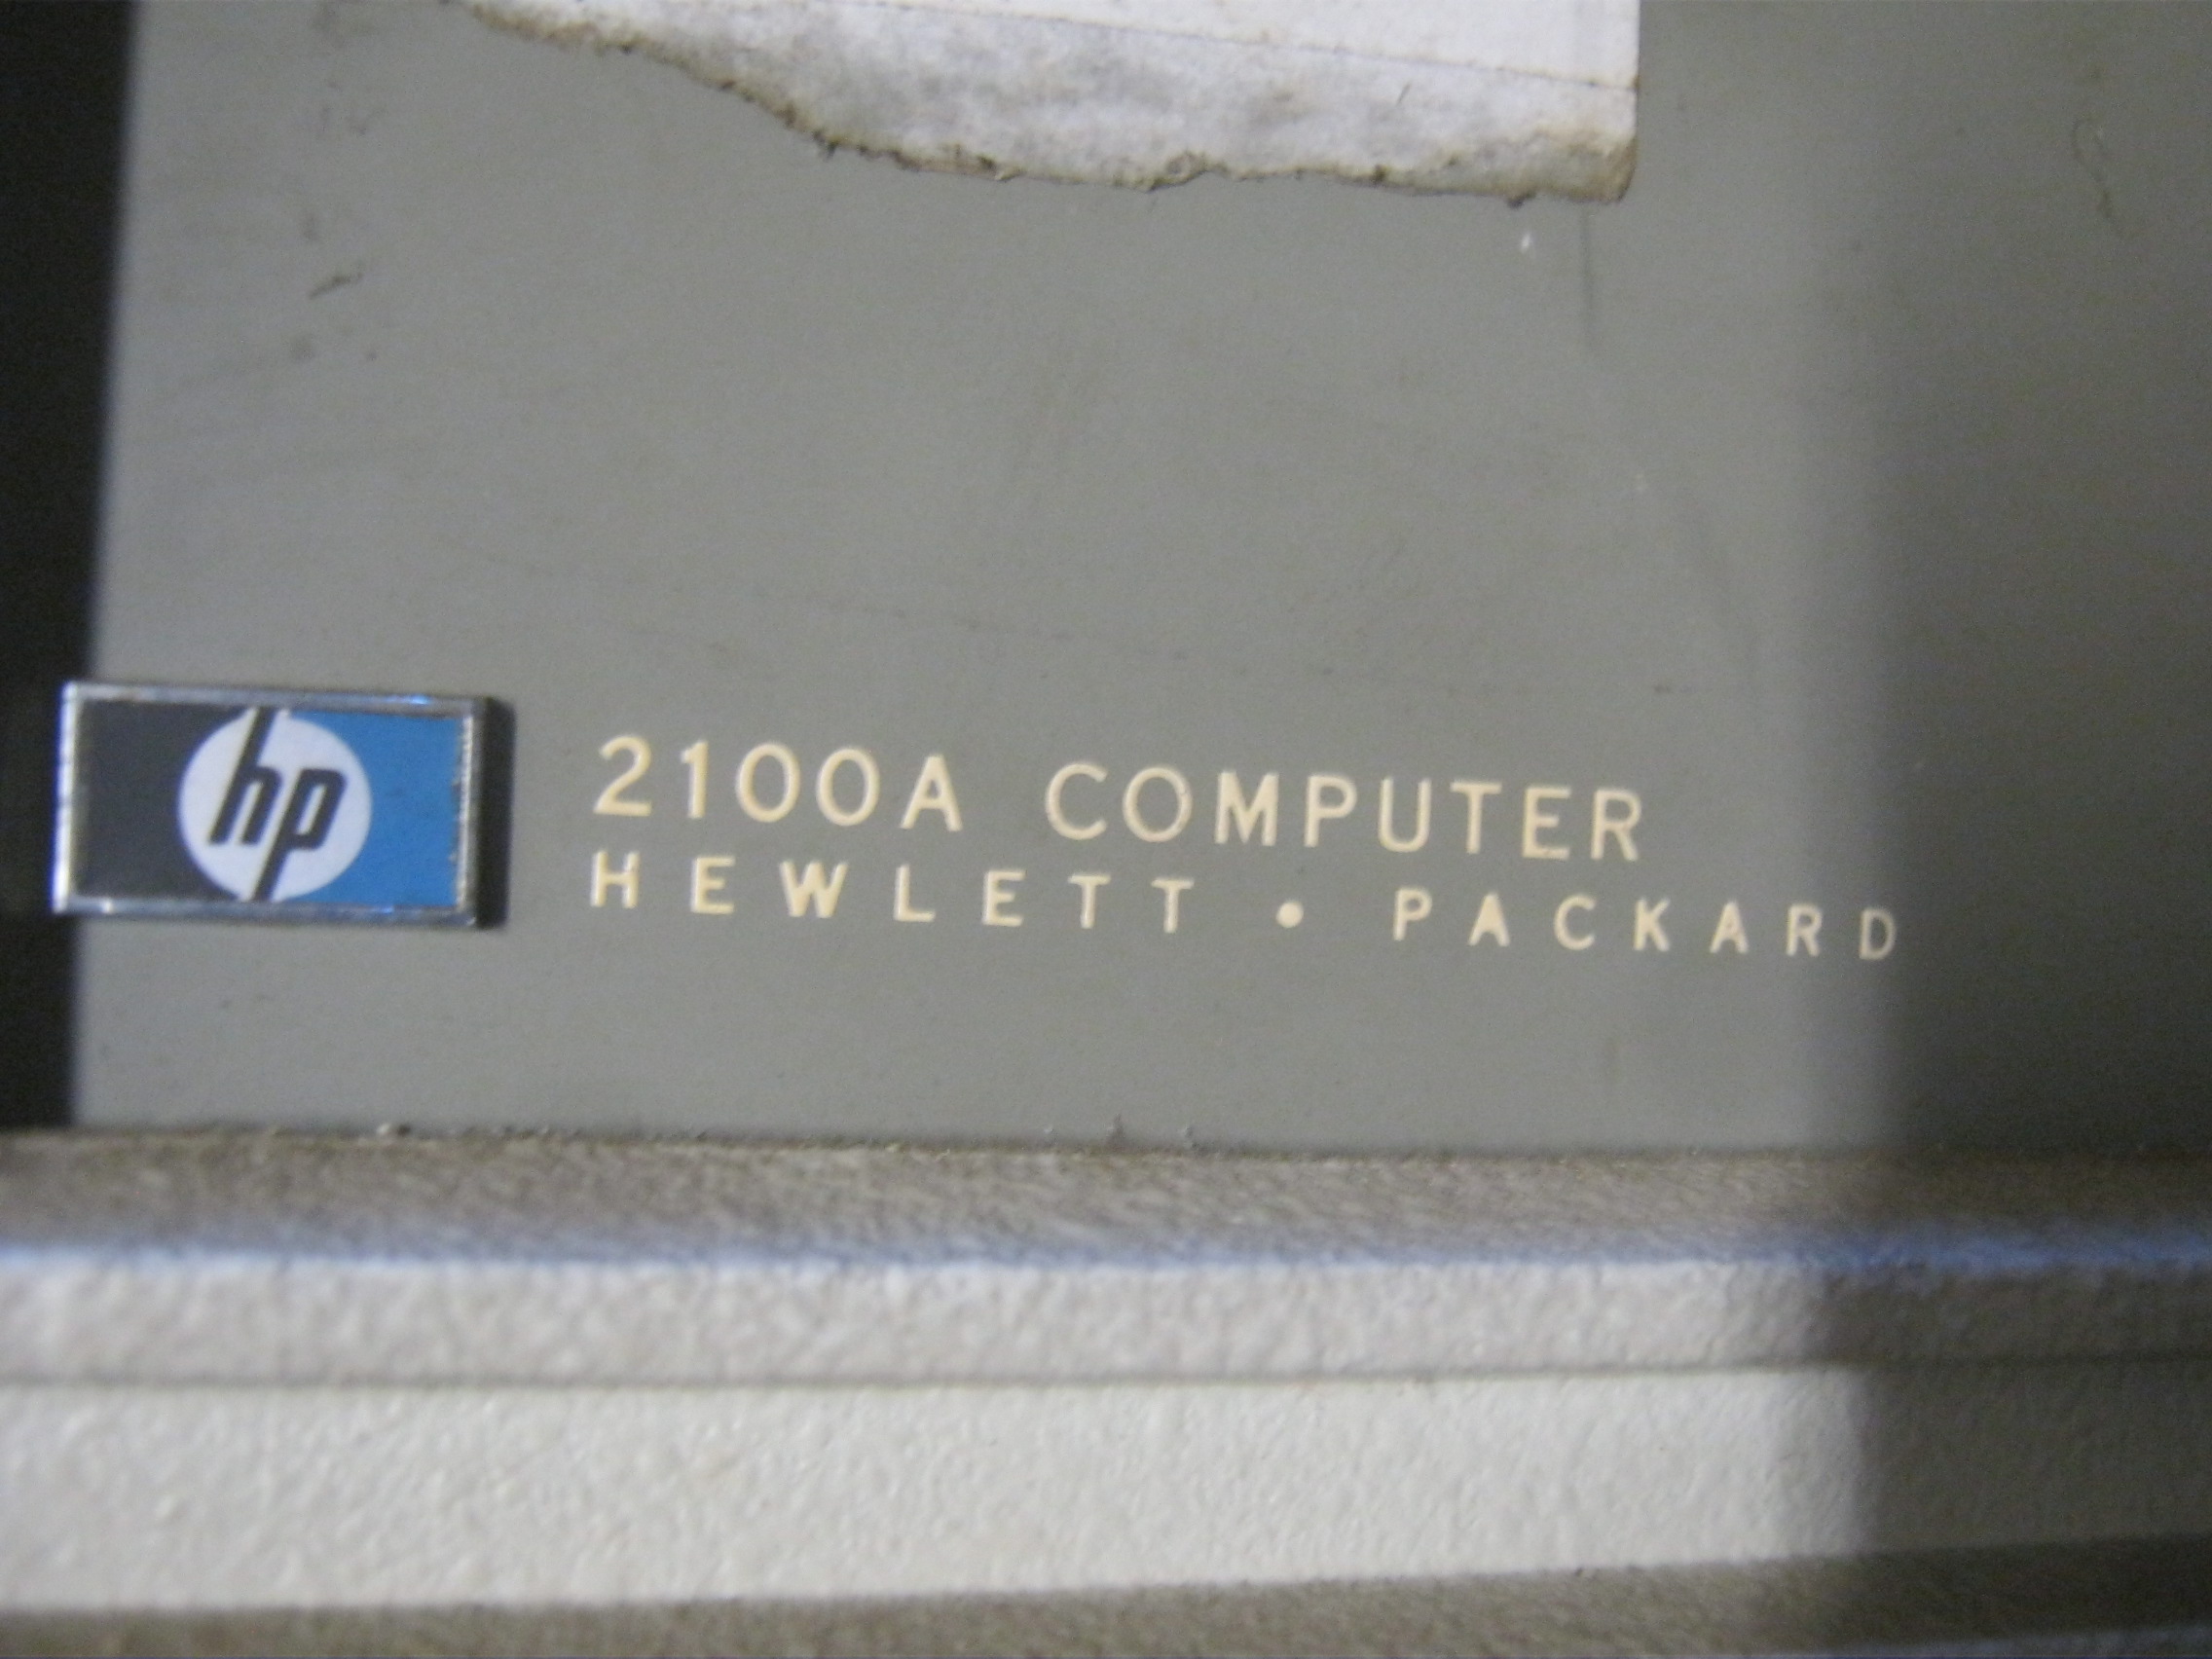 hp
2100A COMPUTER
HEWLETT • PACKARD